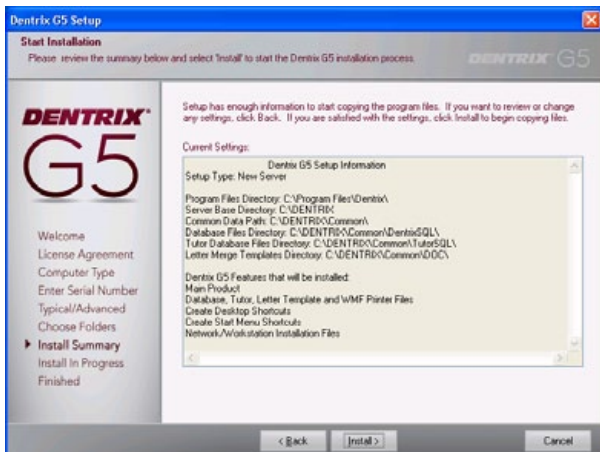 Dentrix G5 Setup
Start Installation
Please review the summary below and select 'Install' to start the Dentrix G5 installation process.
DENTRIX G5
DENTRIX
G5
Welcome
License Agreement
Computer Type
Enter Serial Number
Typical/Advanced
Choose Folders
Install Summary
Install In Progress
Finished
Setup has enough information to start copying the program files. If you want to review or change
any settings, click Back. If you are satisfied with the settings, click Install to begin copying files.
Current Settings:
Dentrix G5 Setup Information
Setup Type: New Server
Program Files Directory: C:\Program Files\Dentrix\
Server Base Directory: C:\DENTRIX
Common Data Path: C:\DENTRIX\Common\
Database Files Directory: C:\DENTRIX\Common\DentrixSQL\
Tutor Database Files Directory: C:\DENTRIX\Common\TutorSQL\
Letter Merge Templates Directory: C:\DENTRIX\Common\DOC\
Dentrix G5 Features that will be installed:
Main Product
Database, Tutor, Letter Template and WMF Printer Files
Create Desktop Shortcuts
Create Start Menu Shortcuts
Network/Workstation Installation Files
< Back
Install >
Cancel